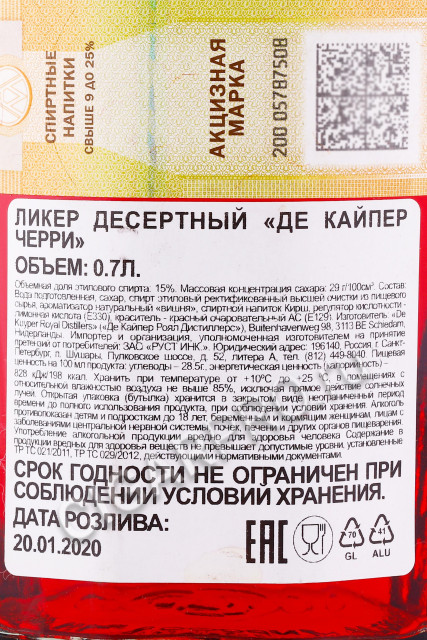 СПИРТНЫЕ
НАПИТКИ
СВЫШЕ 9 ДО 25%
АКЦИЗНАЯ
МАРКА
200 05787508
ЛИКЕР ДЕСЕРТНЫЙ «ДЕ КАЙПЕР
ЧЕРРИ»
ОБЪЕМ: 0.7Л.
Объемная доля этилового спирта: 15%. Массовая концентрация сахара: 29 г/100см³. Состав:
Вода подготовленная, сахар, спирт этиловый ректификованный высшей очистки из пищевого
сырья, ароматизатор натуральный «вишня», спиртной напиток Кирш, регулятор кислотности -
лимонная кислота (Е330), краситель - красный очаровательный АС (Е129). Изготовитель: «De
Kuyper Royal Distillers» («Де Кайпер Роял Дистиллерс»), Buitenhavenweg 98, 3113 BE Schiedam,
Нидерланды. Импортер и организация, уполномоченная изготовителем на принятие
претензий от потребителей: ЗАО «РУСТ ИНК.». Юридический адрес: 196140, Россия, г. Санкт-
Петербург, п. Шушары, Пулковское шоссе, д. 52, литера А, тел. (812) 449-8040. Пищевая
ценность на 100 мл продукта: углеводы – 28.5г, энергетическая ценность (калорийность) –
828 кДж/198 ккал. Хранить при температуре от +10°С до +25 °С, в помещениях с
относительной влажностью воздуха не выше 85%, исключая прямое действие солнечных
лучей. Открытая упаковка (бутылка) хранится в закрытом виде неограниченный период
времени до полного использования продукта, при соблюдении условий хранения. Алкоголь
противопоказан детям и подросткам до 18 лет, беременным и кормящим женщинам, лицам с
заболеваниями центральной нервной системы, почек, печени и других органов пищеварения.
Употребление алкогольной продукции вредно для здоровья человека Содержание в
продукции вредных для здоровья веществ не превышает допустимые уровни, установленные
ТР ТС 021/2011, ТР ТС 029/2012, действующими нормативными документами.
СРОК ГОДНОСТИ НЕ ОГРАНИЧЕН ПРИ
СОБЛЮДЕНИИ УСЛОВИЙ ХРАНЕНИЯ.
ДАТА РОЗЛИВА:
20.01.2020
EAC
70
GL
41
ALU